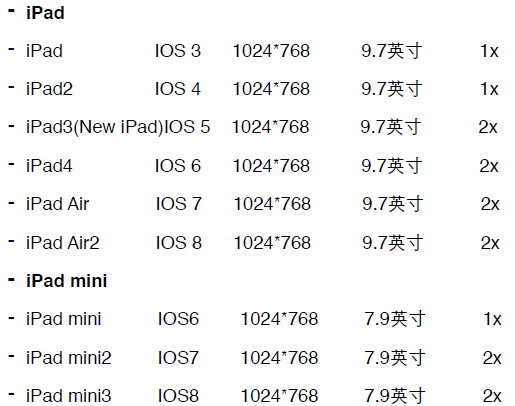 - iPad
- iPad IOS 3 1024*768 9.7英寸 1x
- iPad2 IOS 4 1024*768 9.7英寸 1x
- iPad3(New iPad)IOS 5 1024*768 9.7英寸 2x
- iPad4 IOS 6 1024*768 9.7英寸 2x
- iPad Air IOS 7 1024*768 9.7英寸 2x
- iPad Air2 IOS 8 1024*768 9.7英寸 2x
- iPad mini
- iPad mini IOS6 1024*768 7.9英寸 1x
- iPad mini2 IOS7 1024*768 7.9英寸 2x
- iPad mini3 IOS8 1024*768 7.9英寸 2x